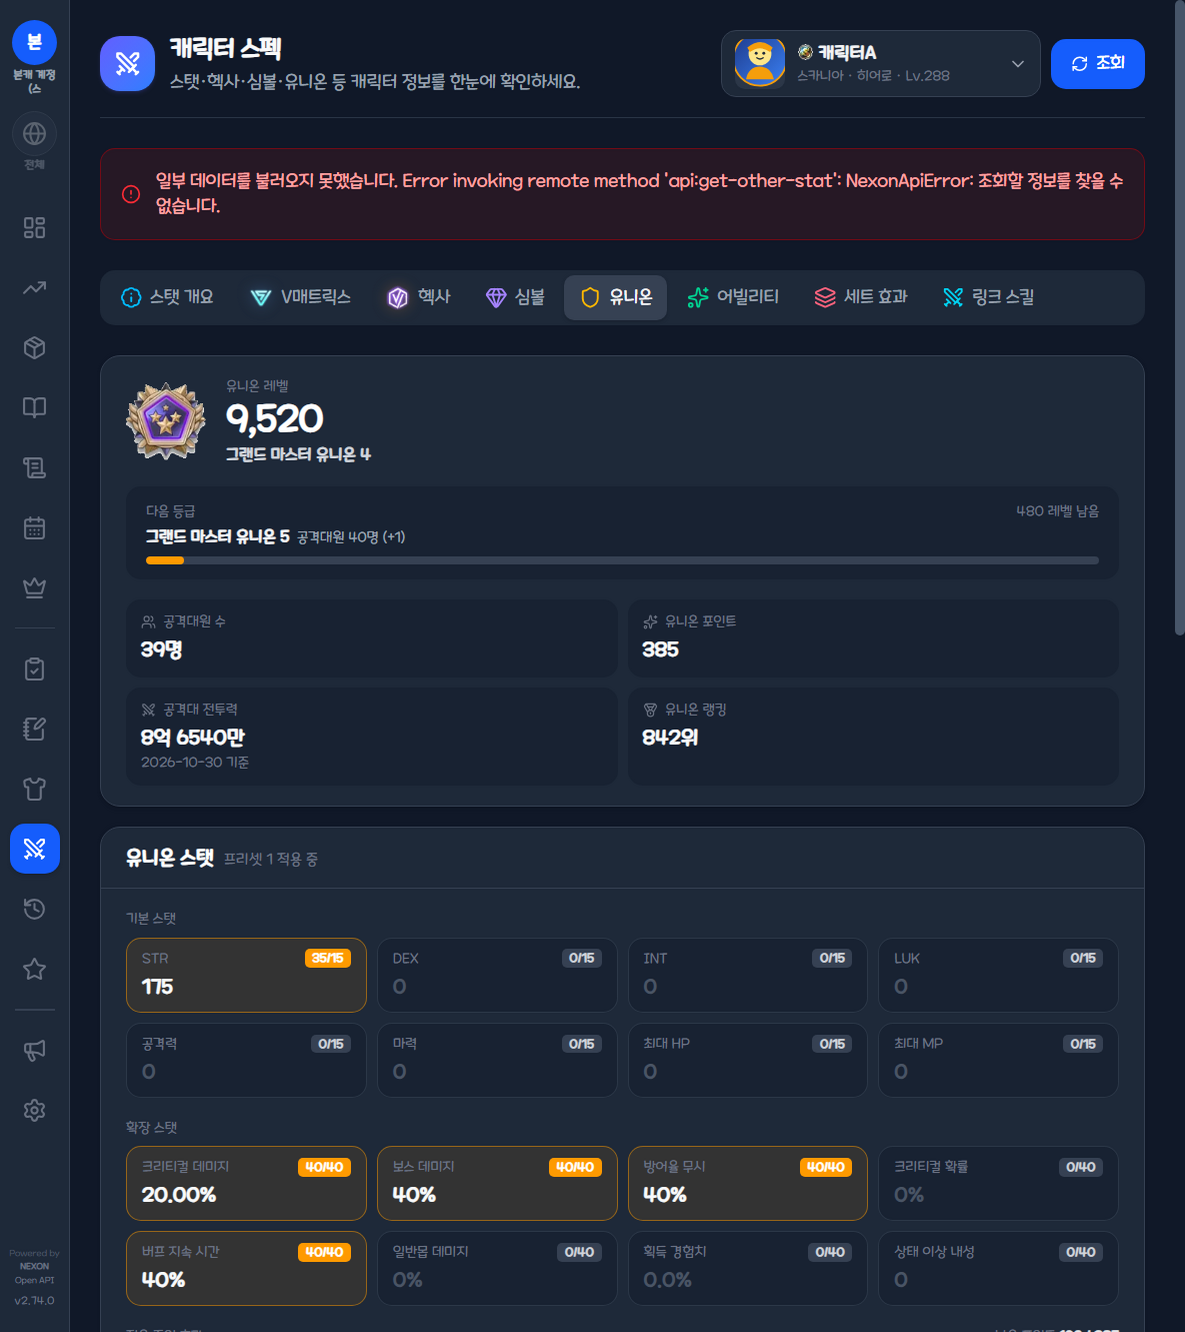 본
본캐 계정
(스
전체
Powered by
NEXON
Open API
v2.74.0
캐릭터 스펙
스탯·헥사·심볼·유니온 등 캐릭터 정보를 한눈에 확인하세요.
캐릭터A
스카니아 · 히어로 · Lv.288
조회
일부 데이터를 불러오지 못했습니다. Error invoking remote method 'api:get-other-stat': NexonApiError: 조회할 정보를 찾을 수
없습니다.
스탯 개요 V매트릭스 헥사 심볼 유니온 어빌리티 세트 효과 링크 스킬
유니온 레벨
9,520
그랜드 마스터 유니온 4
다음 등급 480 레벨 남음
그랜드 마스터 유니온 5 공격대원 40명 (+1)
공격대원 수
39명
유니온 포인트
385
공격대 전투력
8억 6540만
2026-10-30 기준
유니온 랭킹
842위
유니온 스탯 프리셋 1 적용 중
기본 스탯
STR 35/15
175
DEX 0/15
0
INT 0/15
0
LUK 0/15
0
공격력 0/15
0
마력 0/15
0
최대 HP 0/15
0
최대 MP 0/15
0
확장 스탯
크리티컬 데미지 40/40
20.00%
보스 데미지 40/40
40%
방어율 무시 40/40
40%
크리티컬 확률 0/40
0%
버프 지속 시간 40/40
40%
일반몹 데미지 0/40
0%
획득 경험치 0/40
0.0%
상태 이상 내성 0/40
0